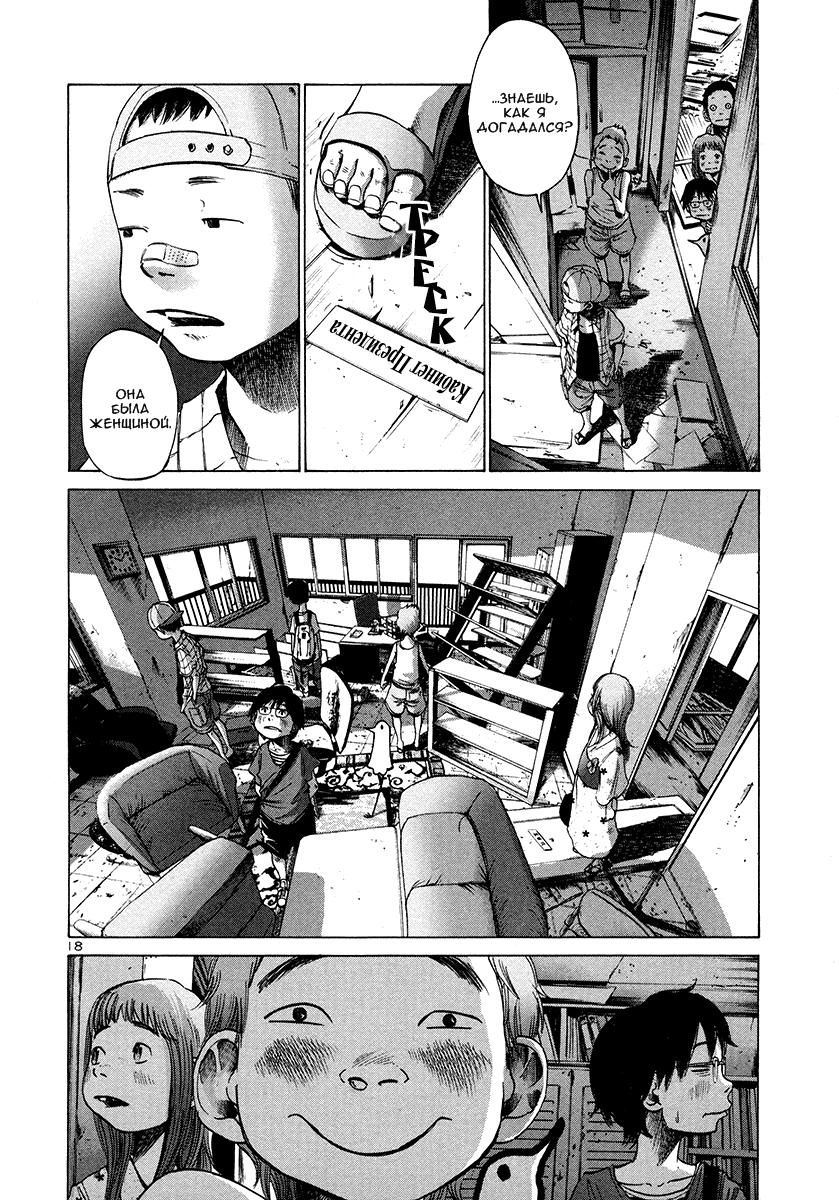 ...ЗНАЕШЬ,
КАК Я
ДОГАДАЛСЯ?
ТРЕСК
Кабинет Президента
ОНА
БЫЛА
ЖЕНЩИНОЙ.
18